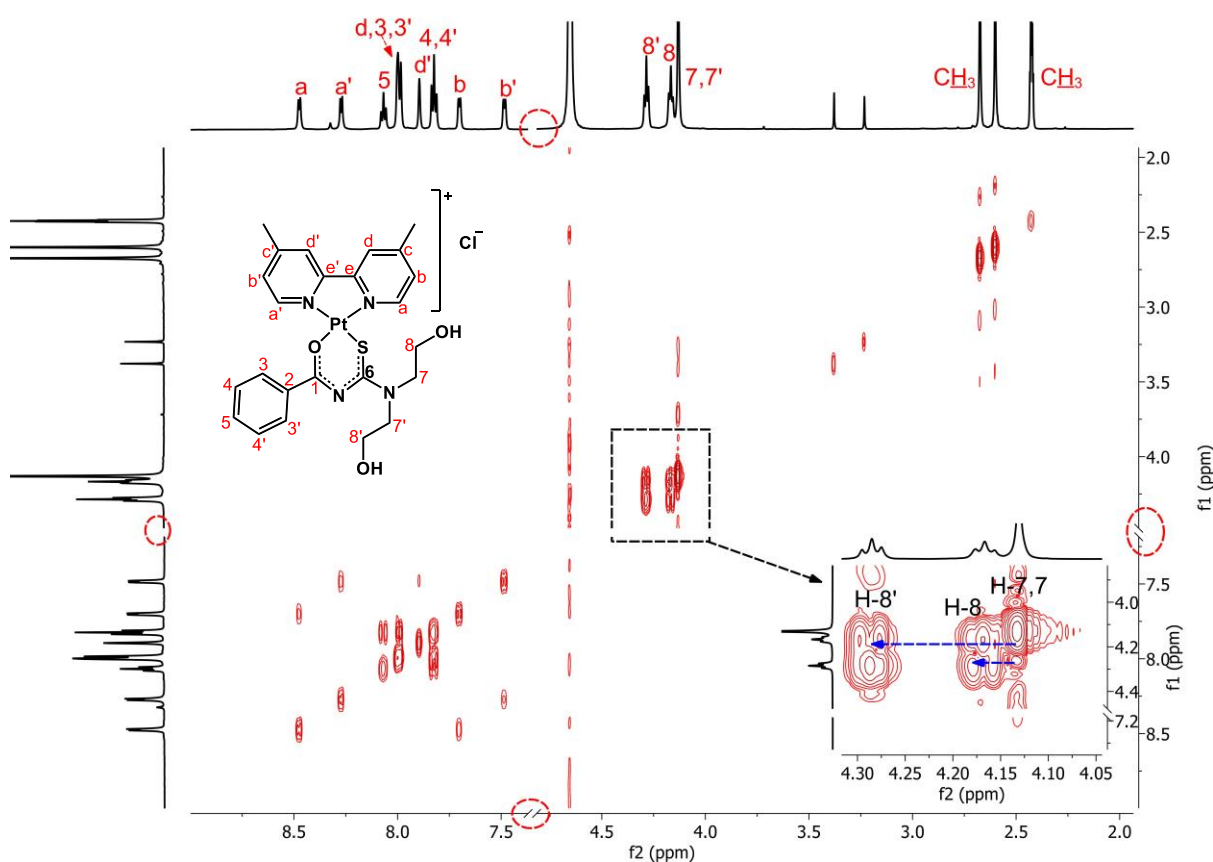 d,3,3'
4,4'
a
a'
5
d'
b
b'
8'
8
7,7'
CH3
CH3
2.0
2.5
3.0
3.5
4.0
7.5
8.0
8.5
f1 (ppm)
+
Cl−
c'
d'
d
c
b'
e'
e
b
a'
N
N
a
Pt
O
S
OH
8
3
4
2
1
6
7
N
N
5
4'
3'
7'
8'
OH
H-8'
H-8
H-7,7
4.0
4.2
4.4
7.2
f1 (ppm)
4.30 4.25 4.20 4.15 4.10 4.05
f2 (ppm)
8.5 8.0 7.5 4.5 4.0 3.5 3.0 2.5 2.0
f2 (ppm)